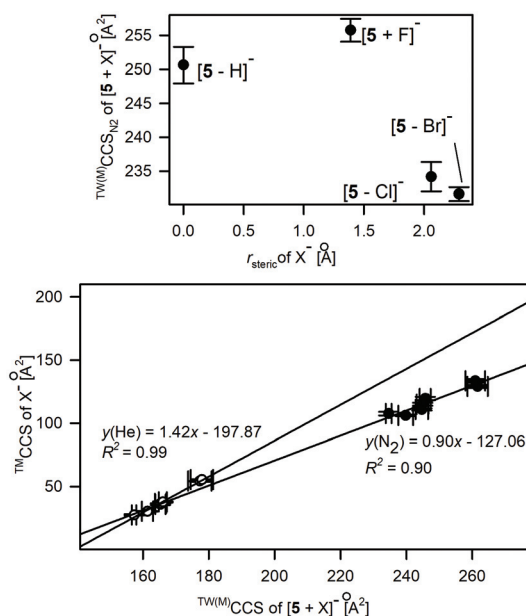 TW(M)CCS_N2 of [5 + X]⁻ [Å²]
255
250
245
240
235
[5 - H]⁻
[5 + F]⁻
[5 - Br]⁻
[5 - Cl]⁻
0.0 0.5 1.0 1.5 2.0
r_steric of X⁻ [Å]
TMCCS of X⁻ [Å²]
200
150
100
50
y(He) = 1.42x - 197.87
R² = 0.99
y(N₂) = 0.90x - 127.06
R² = 0.90
160 180 200 220 240 260
TW(M)CCS of [5 + X]⁻ [Å²]